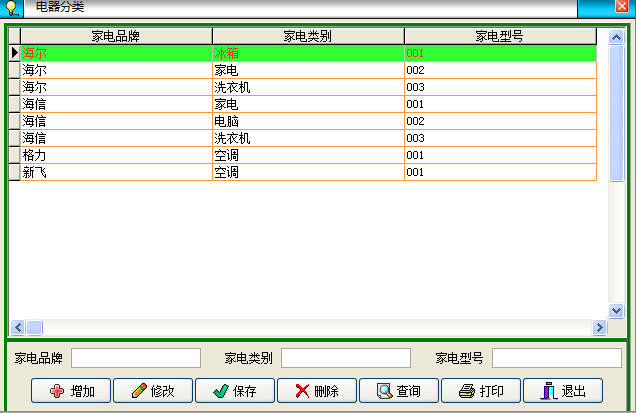 电器分类
家电品牌 家电类别 家电型号
海尔 冰箱 001
海尔 家电 002
海尔 洗衣机 003
海信 家电 001
海信 电脑 002
海信 洗衣机 003
格力 空调 001
新飞 空调 001
家电品牌 家电类别 家电型号
增加 修改 保存 删除 查询 打印 退出